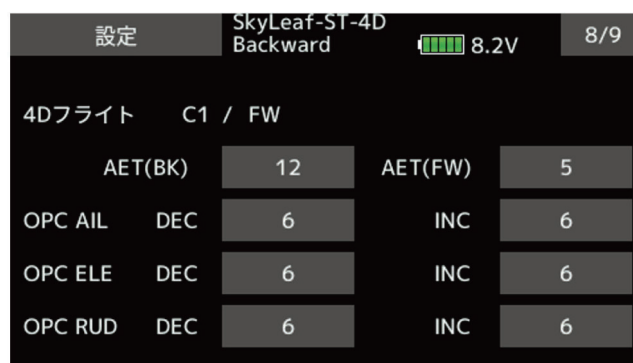 設定 SkyLeaf-ST-4D 8/9
Backward 8.2V
4Dフライト C1 / FW
AET(BK) 12 AET(FW) 5
OPC AIL DEC 6 INC 6
OPC ELE DEC 6 INC 6
OPC RUD DEC 6 INC 6